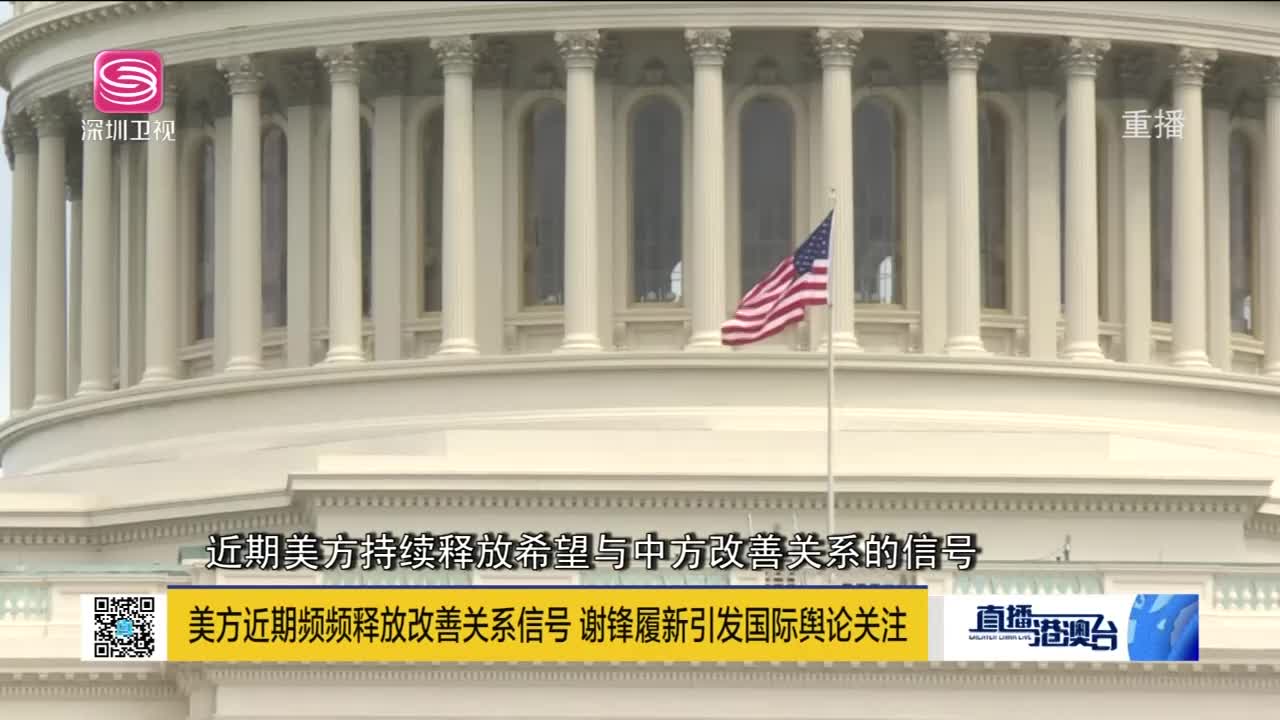 深圳卫视
重播
近期美方持续释放希望与中方改善关系的信号
美方近期频频释放改善关系信号 谢锋履新引发国际舆论关注
直播港澳台
GREATER CHINA LIVE